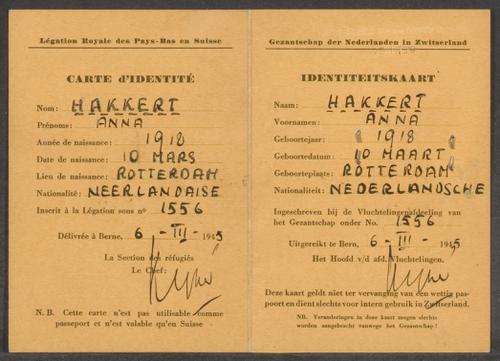 Légation Royale des Pays-Bas en Suisse
CARTE d'IDENTITÉ
Nom: HAKKERT
Prénoms: ANNA
Année de naissance: 1918
Date de naissance: 10 MARS
Lieu de naissance: ROTTERDAM
Nationalité: NEERLANDAISE
Inscrit à la Légation sous nº 1556
Délivrée à Berne, 6 - III - 1945
La Section des réfugiés
Le Chef:
N. B. Cette carte n'est pas utilisable comme
passeport et n'est valable qu'en Suisse
Gezantschap der Nederlanden in Zwitserland
IDENTITEITSKAART
Naam: HAKKERT
Voornamen: ANNA
Geboortejaar: 1918
Geboortedatum: 10 MAART
Geboorteplaats: ROTTERDAM
Nationaliteit: NEDERLANDSCHE
Ingeschreven bij de Vluchtelingenafdeeling van
het Gezantschap onder No. 1556
Uitgereikt te Bern, 6 - III - 1945
Het Hoofd v/d afd. Vluchtelingen.
Deze kaart geldt niet ter vervanging van een wettig pas-
poort en dient slechts voor intern gebruik in Zwitserland.
NB. Veranderingen in deze kaart mogen slechts
worden aangebracht vanwege het Gezantschap!